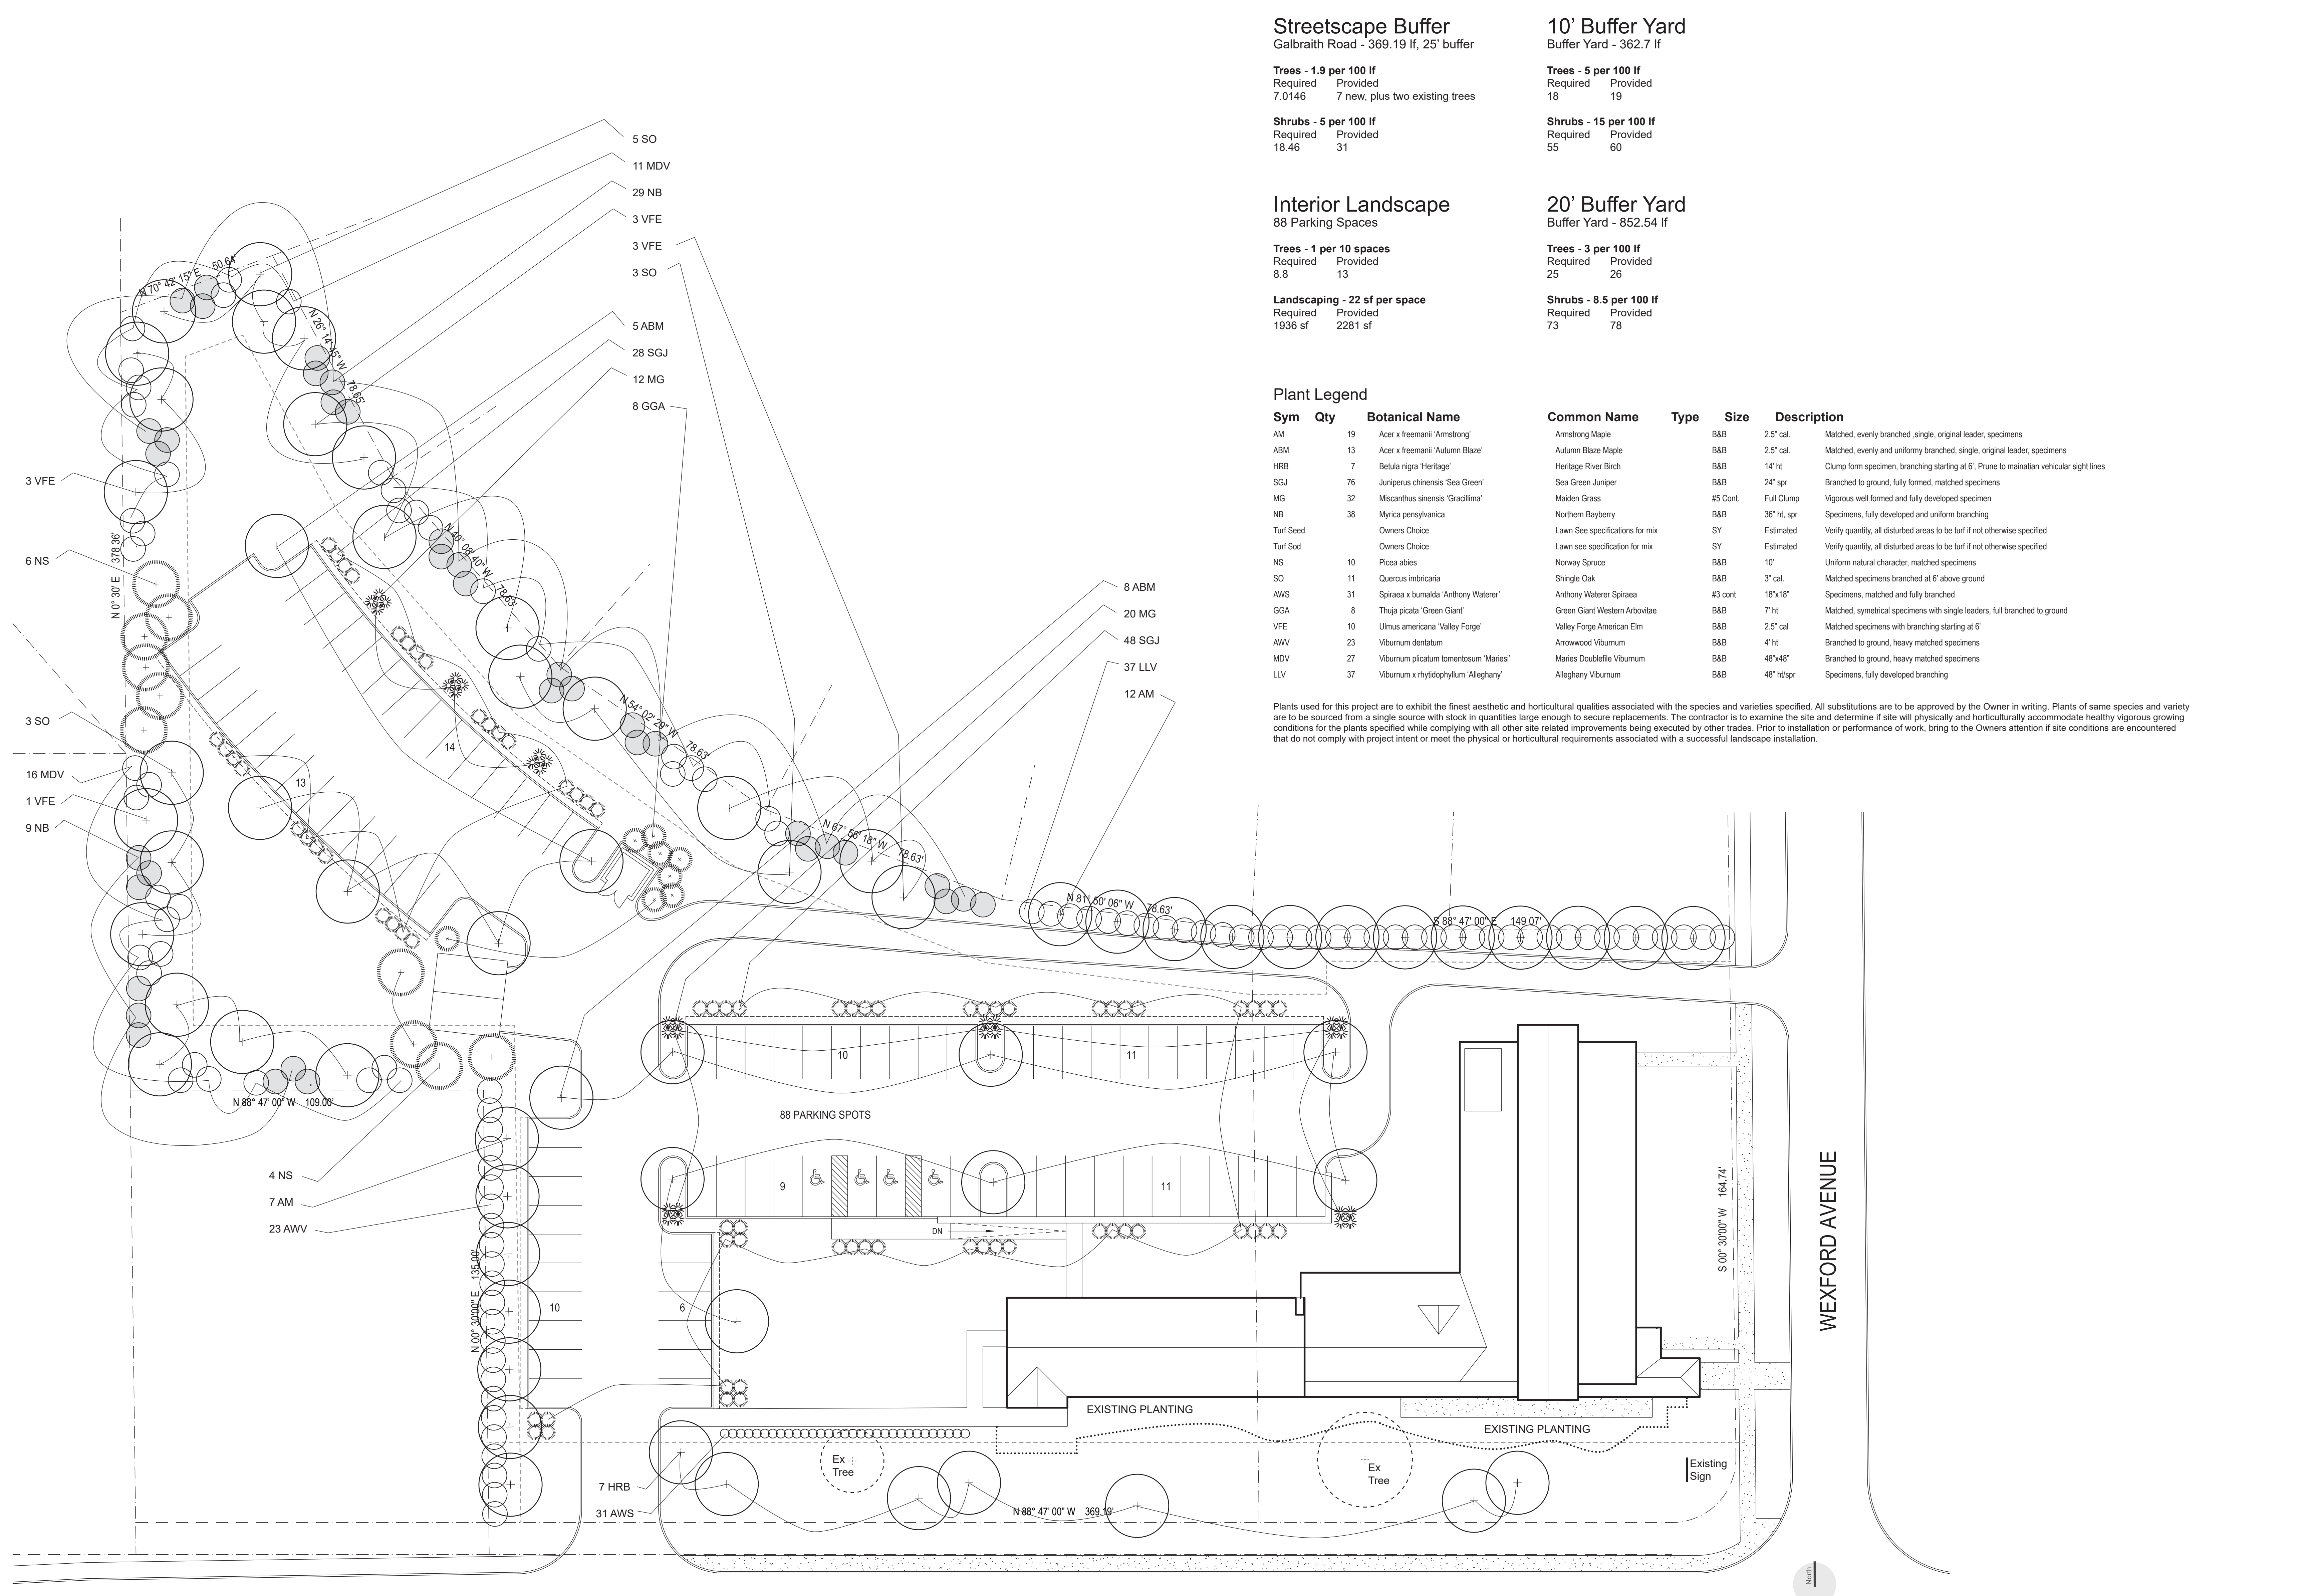 Streetscape Buffer
Galbraith Road - 369.19 lf, 25’ buffer
Trees - 1.9 per 100 lf
Required Provided
7.0146 7 new, plus two existing trees
Shrubs - 5 per 100 lf
Required Provided
18.46 31
10’ Buffer Yard
Buffer Yard - 362.7 lf
Trees - 5 per 100 lf
Required Provided
18 19
Shrubs - 15 per 100 lf
Required Provided
55 60
Interior Landscape
88 Parking Spaces
Trees - 1 per 10 spaces
Required Provided
8.8 13
Landscaping - 22 sf per space
Required Provided
1936 sf 2281 sf
20’ Buffer Yard
Buffer Yard - 852.54 lf
Trees - 3 per 100 lf
Required Provided
25 26
Shrubs - 8.5 per 100 lf
Required Provided
73 78
Plant Legend
Sym Qty Botanical Name Common Name Type Size Description
AM 19 Acer x freemanii ‘Armstrong’ Armstrong Maple B&B 2.5” cal. Matched, evenly branched ,single, original leader, specimens
ABM 13 Acer x freemanii ‘Autumn Blaze’ Autumn Blaze Maple B&B 2.5” cal. Matched, evenly and uniformy branched, single, original leader, specimens
HRB 7 Betula nigra ‘Heritage’ Heritage River Birch B&B 14’ ht Clump form specimen, branching starting at 6’, Prune to mainatian vehicular sight lines
SGJ 76 Juniperus chinensis ‘Sea Green’ Sea Green Juniper B&B 24” spr Branched to ground, fully formed, matched specimens
MG 32 Miscanthus sinensis ‘Gracillima’ Maiden Grass #5 Cont. Full Clump Vigorous well formed and fully developed specimen
NB 38 Myrica pensylvanica Northern Bayberry B&B 36” ht, spr Specimens, fully developed and uniform branching
Turf Seed Owners Choice Lawn See specifications for mix SY Estimated Verify quantity, all disturbed areas to be turf if not otherwise specified
Turf Sod Owners Choice Lawn see specification for mix SY Estimated Verify quantity, all disturbed areas to be turf if not otherwise specified
NS 10 Picea abies Norway Spruce B&B 10’ Uniform natural character, matched specimens
SO 11 Quercus imbricaria Shingle Oak B&B 3” cal. Matched specimens branched at 6’ above ground
AWS 31 Spiraea x bumalda ‘Anthony Waterer’ Anthony Waterer Spiraea #3 cont 18”x18” Specimens, matched and fully branched
GGA 8 Thuja picata ‘Green Giant’ Green Giant Western Arbovitae B&B 7’ ht Matched, symetrical specimens with single leaders, full branched to ground
VFE 10 Ulmus americana ‘Valley Forge’ Valley Forge American Elm B&B 2.5” cal Matched specimens with branching starting at 6’
AWV 23 Viburnum dentatum Arrowwood Viburnum B&B 4’ ht Branched to ground, heavy matched specimens
MDV 27 Viburnum plicatum tomentosum ‘Mariesi’ Maries Doublefile Viburnum B&B 48”x48” Branched to ground, heavy matched specimens
LLV 37 Viburnum x rhytidophyllum ‘Alleghany’ Alleghany Viburnum B&B 48” ht/spr Specimens, fully developed branching
Plants used for this project are to exhibit the finest aesthetic and horticultural qualities associated with the species and varieties specified. All substitutions are to be approved by the Owner in writing. Plants of same species and variety
are to be sourced from a single source with stock in quantities large enough to secure replacements. The contractor is to examine the site and determine if site will physically and horticulturally accommodate healthy vigorous growing
conditions for the plants specified while complying with all other site related improvements being executed by other trades. Prior to installation or performance of work, bring to the Owners attention if site conditions are encountered
that do not comply with project intent or meet the physical or horticultural requirements associated with a successful landscape installation.
5 SO
11 MDV
29 NB
3 VFE
3 VFE
3 SO
5 ABM
28 SGJ
12 MG
8 GGA
N 70° 42' 15" E 50.64'
N 26° 14' 45" W 78.65'
3 VFE
6 NS
N 0° 30' E 378.36'
N 40° 08' 40" W 78.63'
8 ABM
20 MG
48 SGJ
37 LLV
12 AM
3 SO
16 MDV
1 VFE
9 NB
14
13
N 54° 02' 29" W 78.63'
N 67° 56' 18" W 78.63'
N 81° 50' 06" W 78.63'
S 88° 47' 00" E 149.07'
10
11
88 PARKING SPOTS
9
11
DN
N 88° 47' 00" W 109.00'
4 NS
7 AM
23 AWV
N 00° 30'00" E 135.00'
10
6
S 00° 30'00" W 164.74'
WEXFORD AVENUE
EXISTING PLANTING
EXISTING PLANTING
Ex
Tree
Ex
Tree
Existing
Sign
7 HRB
31 AWS
N 88° 47' 00" W 369.19'
North